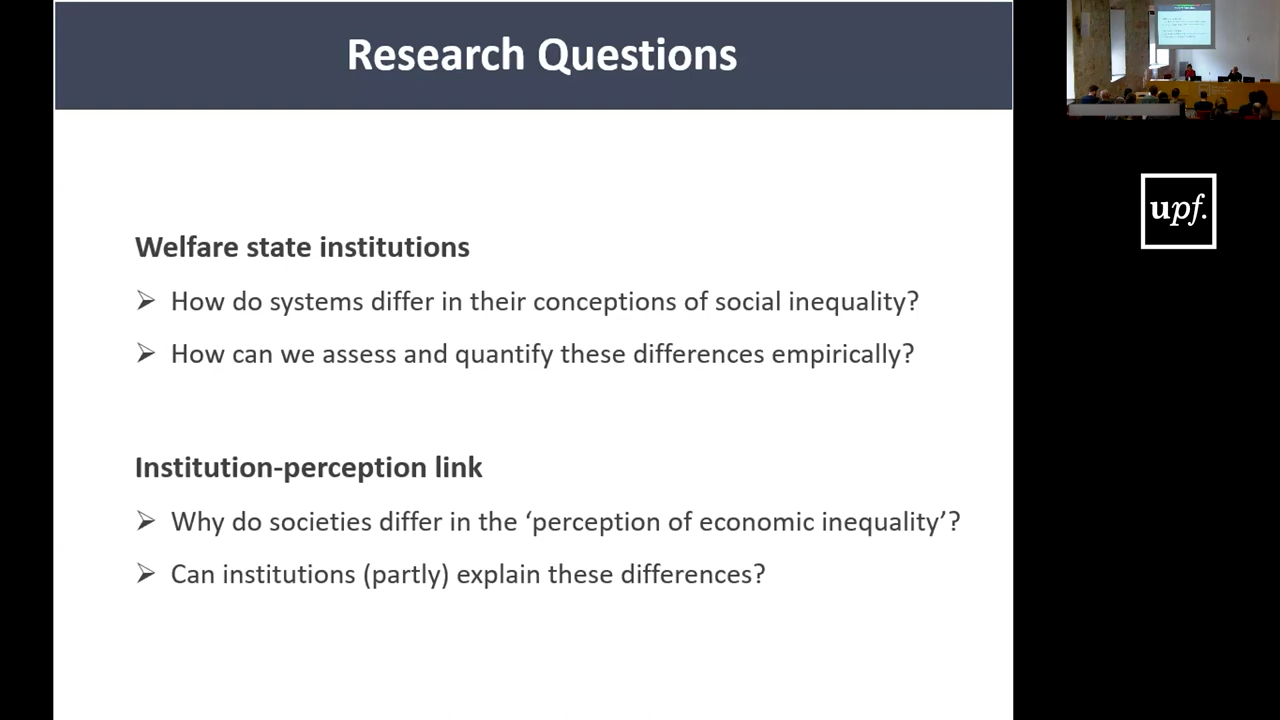 Research Questions
Welfare state institutions
How do systems differ in their conceptions of social inequality?
How can we assess and quantify these differences empirically?
Institution-perception link
Why do societies differ in the ‘perception of economic inequality’?
Can institutions (partly) explain these differences?
upf.